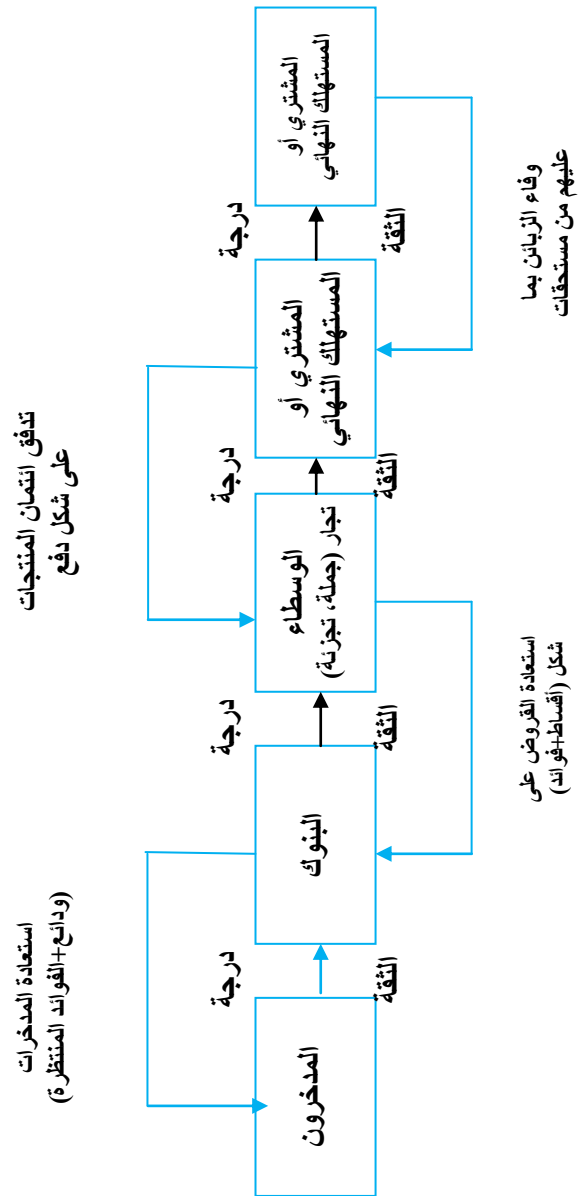 تدفق ائتمان المنتجات
على شكل دفع
استعادة المدخرات
(ودائع+الفوائد المنتظرة)
درجة
درجة
درجة
درجة
المشتري أو
المستهلك النهائي
المشتري أو
المستهلك النهائي
الوسطاء
تجار (جملة، تجزئة)
البنوك
المدخرون
الثقة
الثقة
الثقة
الثقة
وفاء الزبائن بما
عليهم من مستحقات
استعادة القروض على
شكل (أقساط+فوائد)